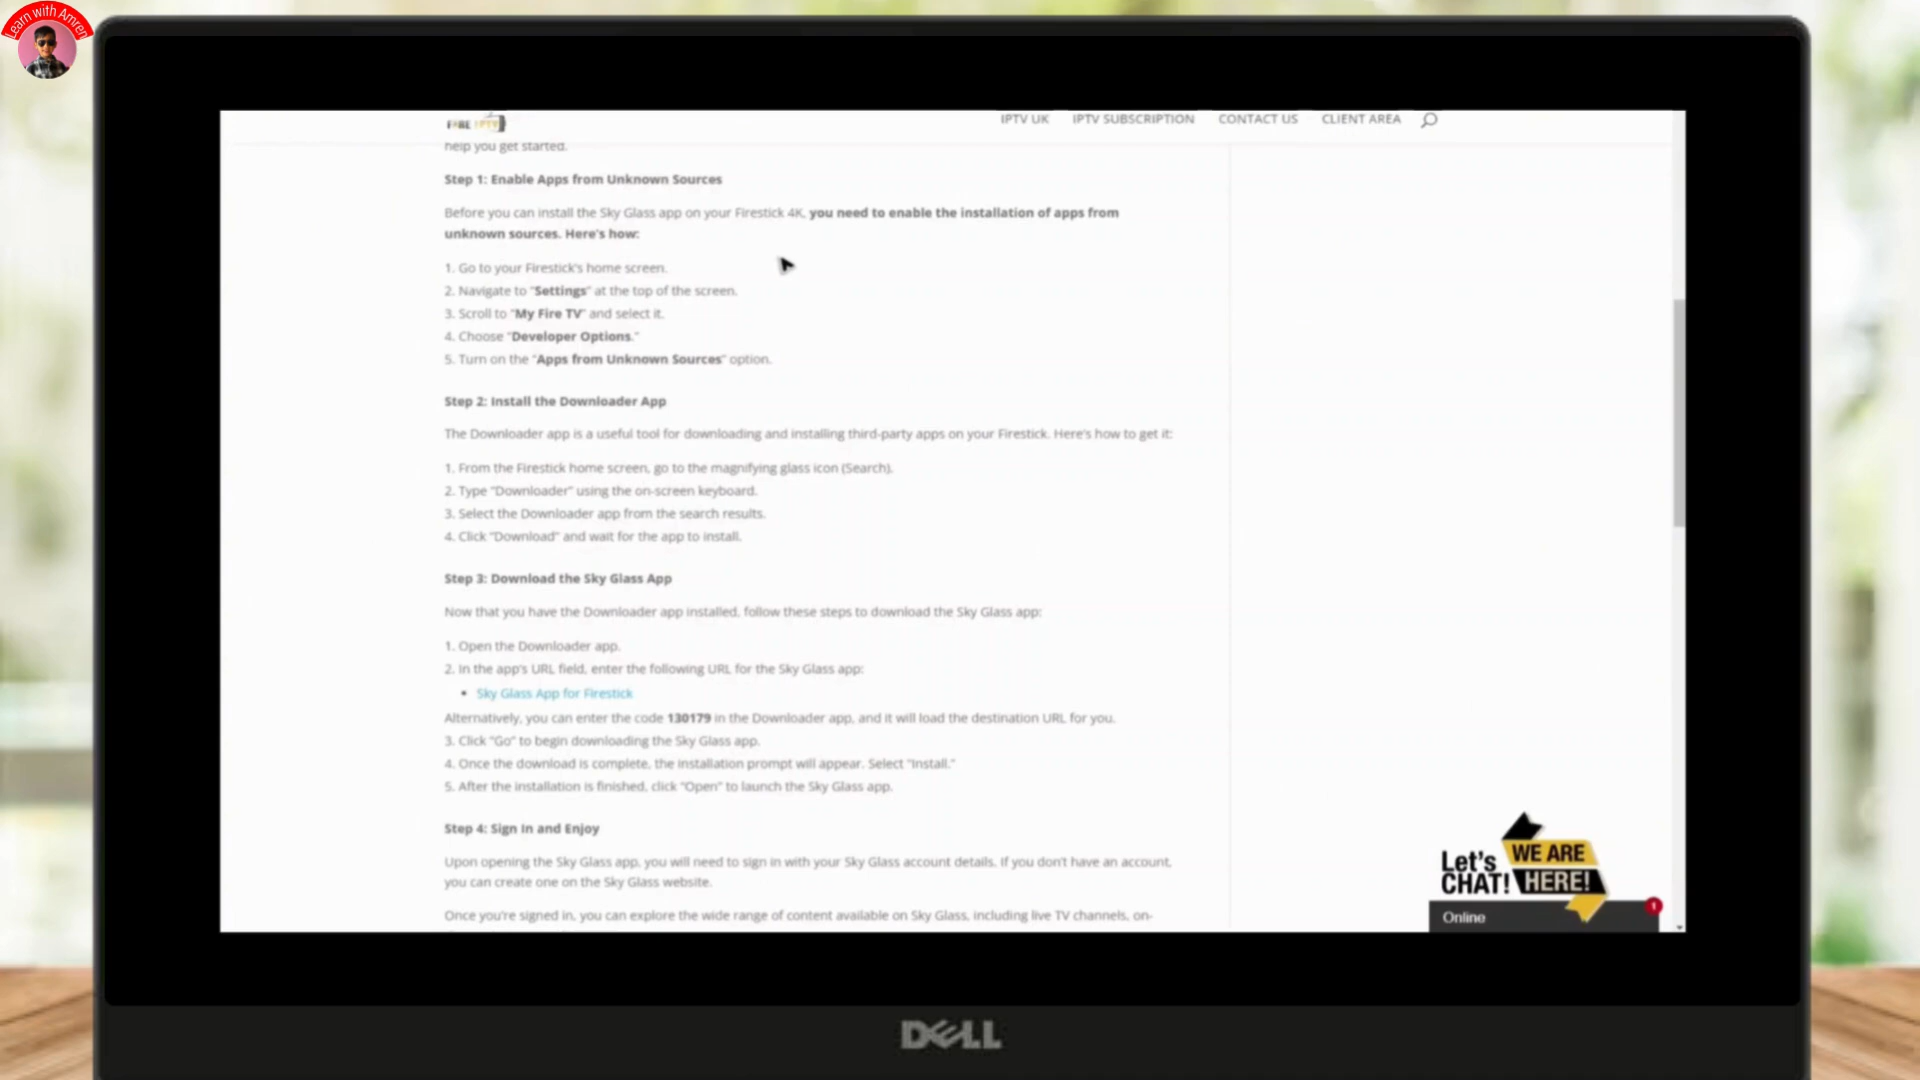 Learn with Amren
IPTV UK IPTV SUBSCRIPTION CONTACT US CLIENT AREA
help you get started.
Step 1: Enable Apps from Unknown Sources
Before you can install the Sky Glass app on your Firestick 4K, you need to enable the installation of apps from
unknown sources. Here's how:
1. Go to your Firestick's home screen.
2. Navigate to "Settings" at the top of the screen.
3. Scroll to "My Fire TV" and select it.
4. Choose "Developer Options."
5. Turn on the "Apps from Unknown Sources" option.
Step 2: Install the Downloader App
The Downloader app is a useful tool for downloading and installing third-party apps on your Firestick. Here's how to get it:
1. From the Firestick home screen, go to the magnifying glass icon (Search).
2. Type "Downloader" using the on-screen keyboard.
3. Select the Downloader app from the search results.
4. Click "Download" and wait for the app to install.
Step 3: Download the Sky Glass App
Now that you have the Downloader app installed, follow these steps to download the Sky Glass app:
1. Open the Downloader app.
2. In the app's URL field, enter the following URL for the Sky Glass app:
• Sky Glass App for Firestick
Alternatively, you can enter the code 130179 in the Downloader app, and it will load the destination URL for you.
3. Click "Go" to begin downloading the Sky Glass app.
4. Once the download is complete, the installation prompt will appear. Select "Install."
5. After the installation is finished, click "Open" to launch the Sky Glass app.
Step 4: Sign In and Enjoy
Upon opening the Sky Glass app, you will need to sign in with your Sky Glass account details. If you don't have an account,
you can create one on the Sky Glass website.
Once you're signed in, you can explore the wide range of content available on Sky Glass, including live TV channels, on-
Let's CHAT!
WE ARE HERE!
Online
1
DELL